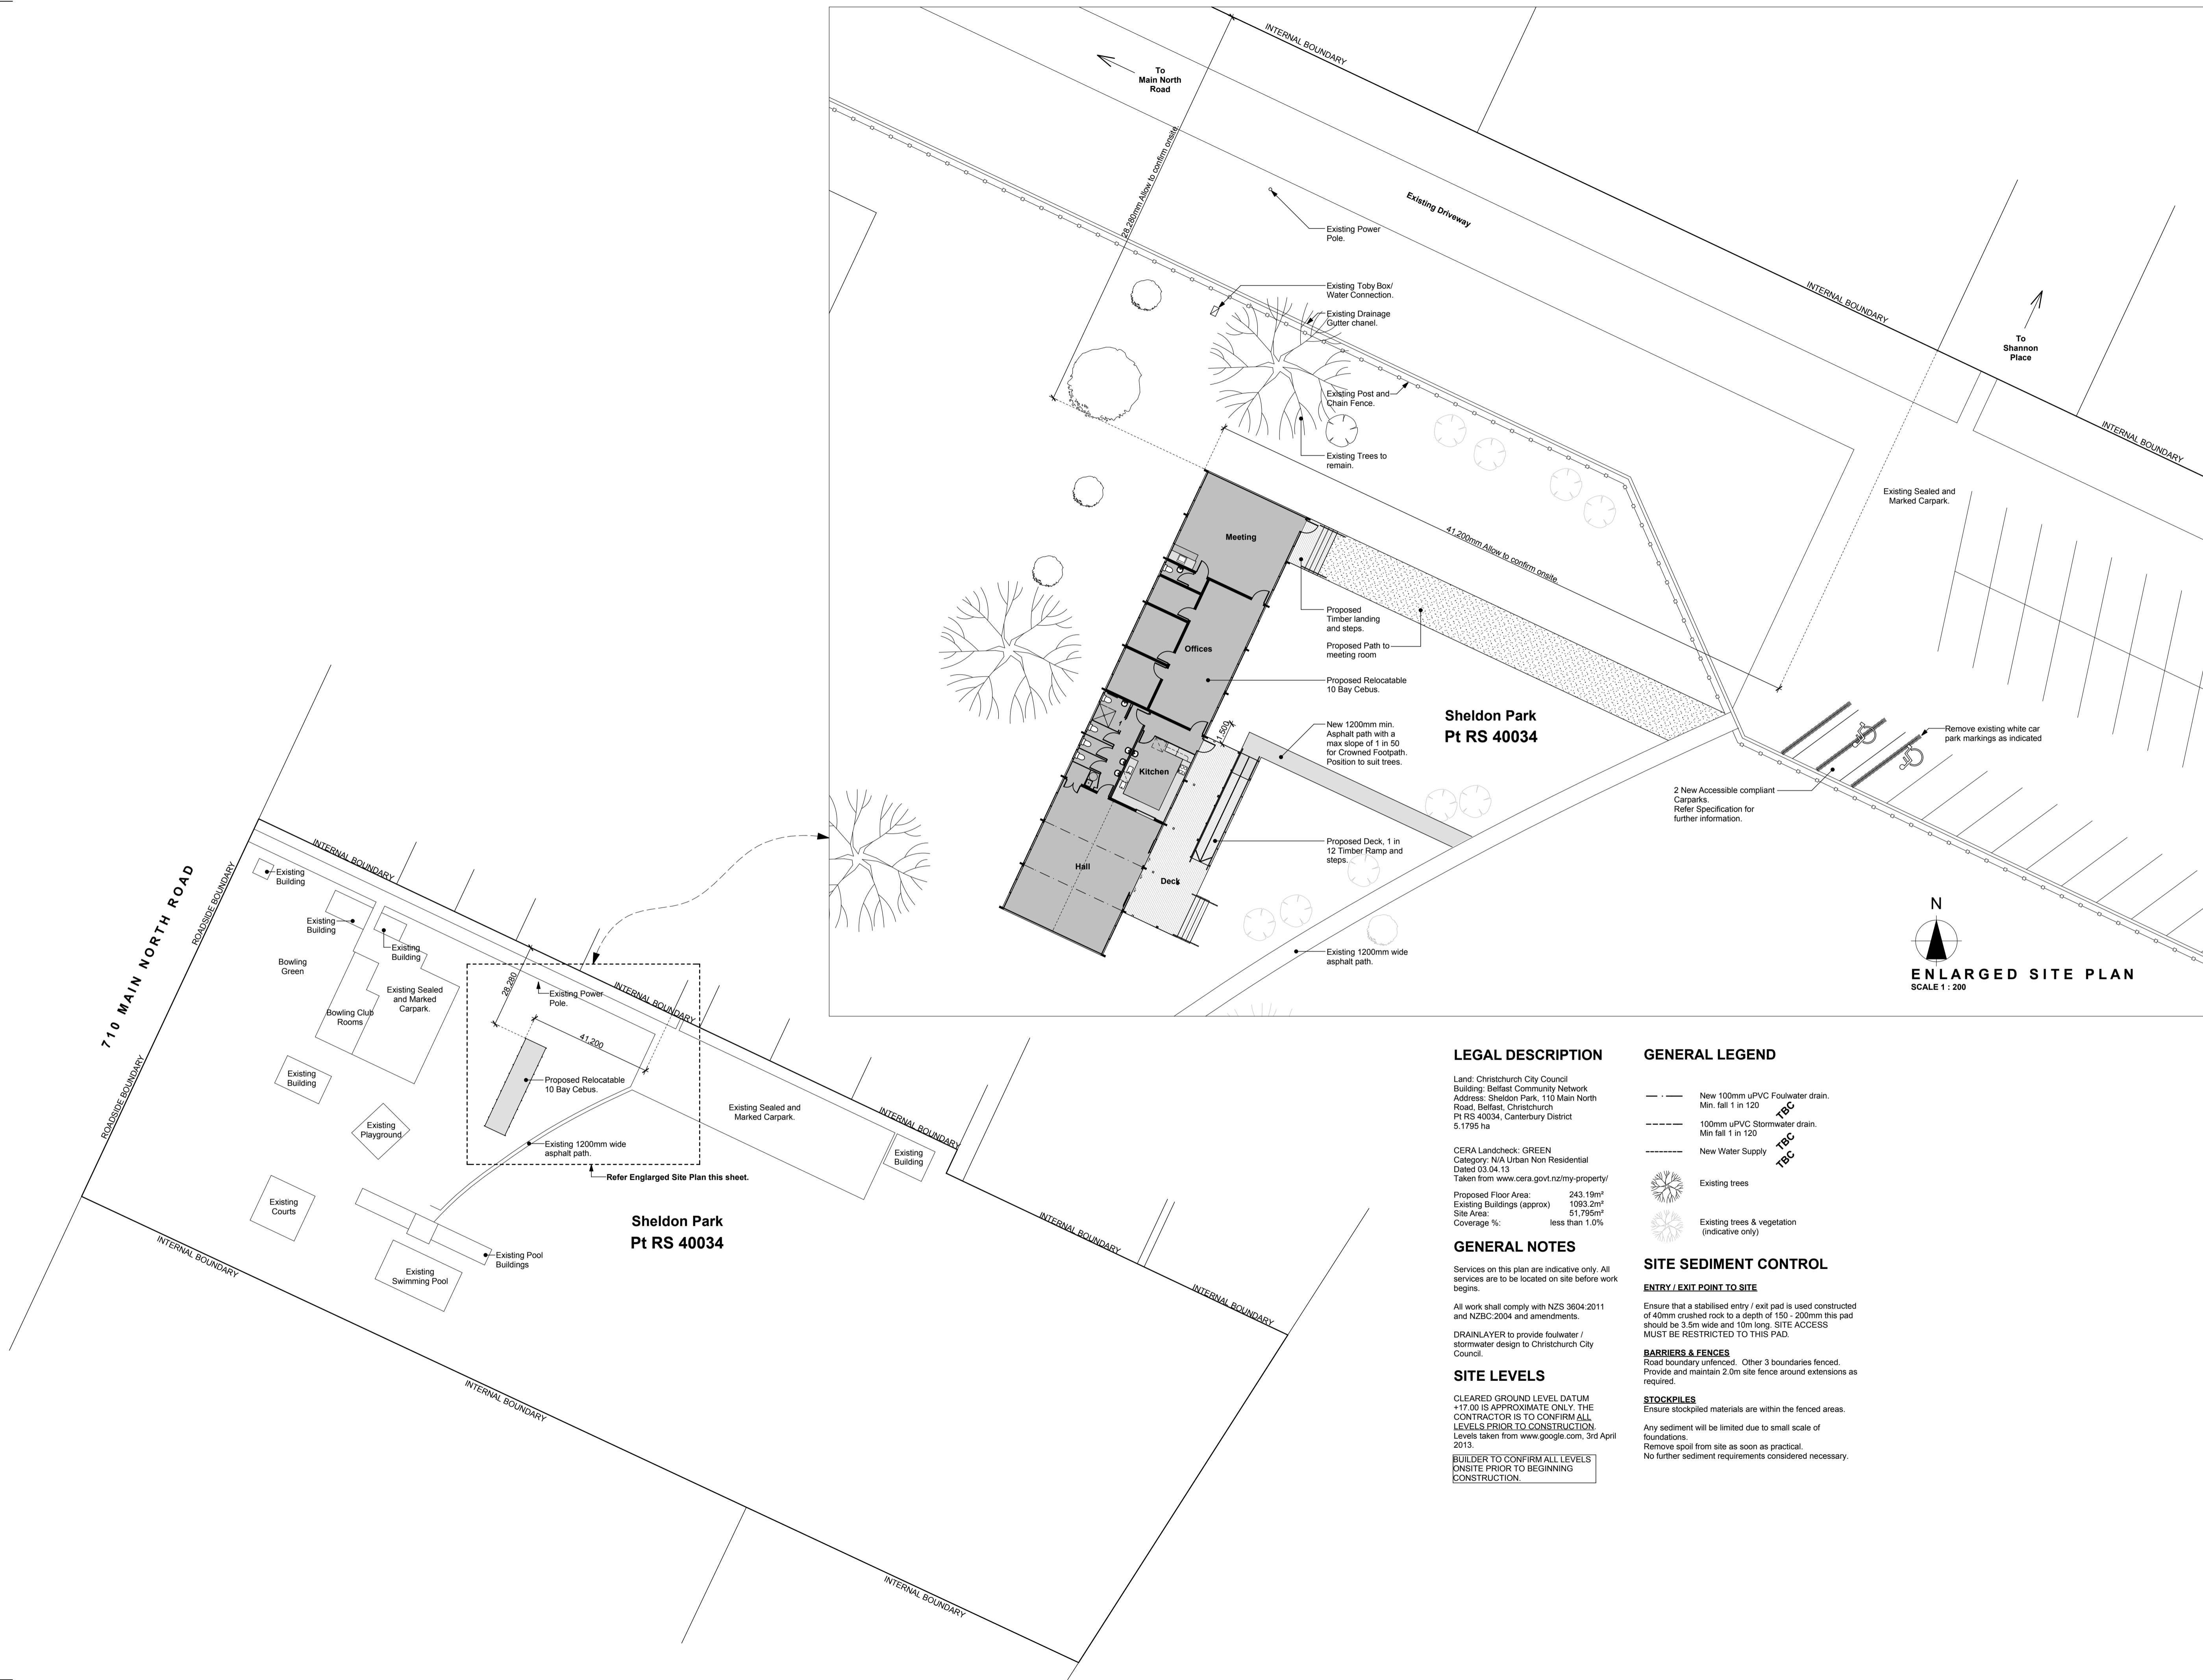 INTERNAL BOUNDARY
To
Main North
Road
28,280mm Allow to confirm onsite
Existing Driveway
Existing Power
Pole.
Existing Toby Box/
Water Connection.
Existing Drainage
Gutter chanel.
INTERNAL BOUNDARY
To
Shannon
Place
Existing Post and
Chain Fence.
INTERNAL BOUNDARY
Existing Trees to
remain.
Existing Sealed and
Marked Carpark.
Meeting
41,200mm Allow to confirm onsite
Proposed
Timber landing
and steps.
Offices
Proposed Path to
meeting room
Proposed Relocatable
10 Bay Cebus.
Sheldon Park
Pt RS 40034
1,500
New 1200mm min.
Asphalt path with a
max slope of 1 in 50
for Crowned Footpath.
Position to suit trees.
Remove existing white car
park markings as indicated
Kitchen
2 New Accessible compliant
Carparks.
Refer Specification for
further information.
Proposed Deck, 1 in
12 Timber Ramp and
steps.
Hall
Deck
Existing 1200mm wide
asphalt path.
N
ENLARGED SITE PLAN
SCALE 1 : 200
710 MAIN NORTH ROAD
ROADSIDE BOUNDARY
ROADSIDE BOUNDARY
INTERNAL BOUNDARY
Existing
Building
Existing
Building
Existing
Building
Bowling
Green
Existing Sealed
and Marked
Carpark.
Bowling Club
Rooms
28,280
Existing Power
Pole.
INTERNAL BOUNDARY
41,200
Existing
Building
Proposed Relocatable
10 Bay Cebus.
Existing Sealed and
Marked Carpark.
INTERNAL BOUNDARY
Existing
Playground
Existing 1200mm wide
asphalt path.
Existing
Building
Refer Englarged Site Plan this sheet.
Existing
Courts
Sheldon Park
Pt RS 40034
INTERNAL BOUNDARY
INTERNAL BOUNDARY
Existing Pool
Buildings
Existing
Swimming Pool
INTERNAL BOUNDARY
INTERNAL BOUNDARY
INTERNAL BOUNDARY
LEGAL DESCRIPTION
Land: Christchurch City Council
Building: Belfast Community Network
Address: Sheldon Park, 110 Main North
Road, Belfast, Christchurch
Pt RS 40034, Canterbury District
5.1795 ha
CERA Landcheck: GREEN
Category: N/A Urban Non Residential
Dated 03.04.13
Taken from www.cera.govt.nz/my-property/
Proposed Floor Area: 243.19m²
Existing Buildings (approx) 1093.2m²
Site Area: 51,795m²
Coverage %: less than 1.0%
GENERAL NOTES
Services on this plan are indicative only. All
services are to be located on site before work
begins.
All work shall comply with NZS 3604:2011
and NZBC:2004 and amendments.
DRAINLAYER to provide foulwater /
stormwater design to Christchurch City
Council.
SITE LEVELS
CLEARED GROUND LEVEL DATUM
+17.00 IS APPROXIMATE ONLY. THE
CONTRACTOR IS TO CONFIRM ALL
LEVELS PRIOR TO CONSTRUCTION.
Levels taken from www.google.com, 3rd April
2013.
BUILDER TO CONFIRM ALL LEVELS
ONSITE PRIOR TO BEGINNING
CONSTRUCTION.
GENERAL LEGEND
New 100mm uPVC Foulwater drain.
Min. fall 1 in 120
TBC
100mm uPVC Stormwater drain.
Min fall 1 in 120
TBC
New Water Supply
TBC
Existing trees
Existing trees & vegetation
(indicative only)
SITE SEDIMENT CONTROL
ENTRY / EXIT POINT TO SITE
Ensure that a stabilised entry / exit pad is used constructed
of 40mm crushed rock to a depth of 150 - 200mm this pad
should be 3.5m wide and 10m long. SITE ACCESS
MUST BE RESTRICTED TO THIS PAD.
BARRIERS & FENCES
Road boundary unfenced. Other 3 boundaries fenced.
Provide and maintain 2.0m site fence around extensions as
required.
STOCKPILES
Ensure stockpiled materials are within the fenced areas.
Any sediment will be limited due to small scale of
foundations.
Remove spoil from site as soon as practical.
No further sediment requirements considered necessary.